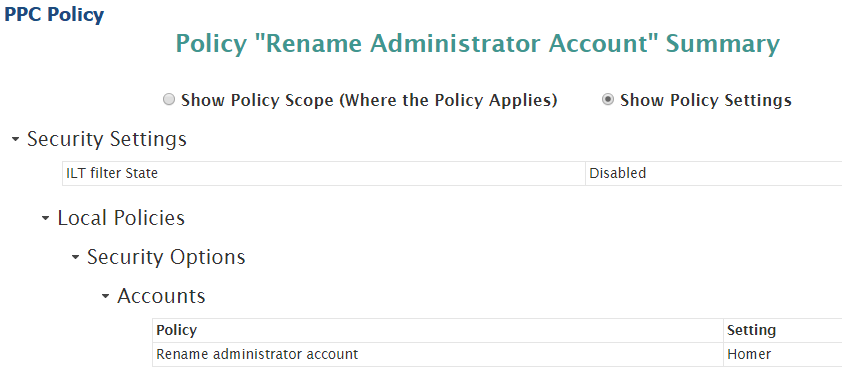 PPC Policy
Policy "Rename Administrator Account" Summary
Show Policy Scope (Where the Policy Applies) Show Policy Settings
Security Settings
ILT filter State Disabled
Local Policies
Security Options
Accounts
Policy Setting
Rename administrator account Homer